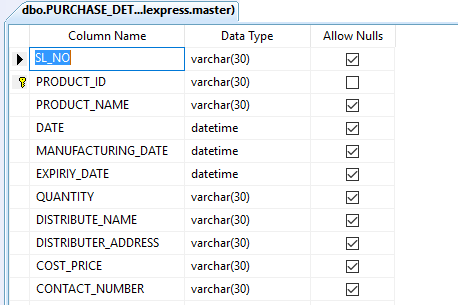 dbo.PURCHASE_DET...lexpress.master)
Column Name Data Type Allow Nulls
SL_NO varchar(30)
PRODUCT_ID varchar(30)
PRODUCT_NAME varchar(30)
DATE datetime
MANUFACTURING_DATE datetime
EXPIRIY_DATE datetime
QUANTITY varchar(30)
DISTRIBUTE_NAME varchar(30)
DISTRIBUTER_ADDRESS varchar(30)
COST_PRICE varchar(30)
CONTACT_NUMBER varchar(30)